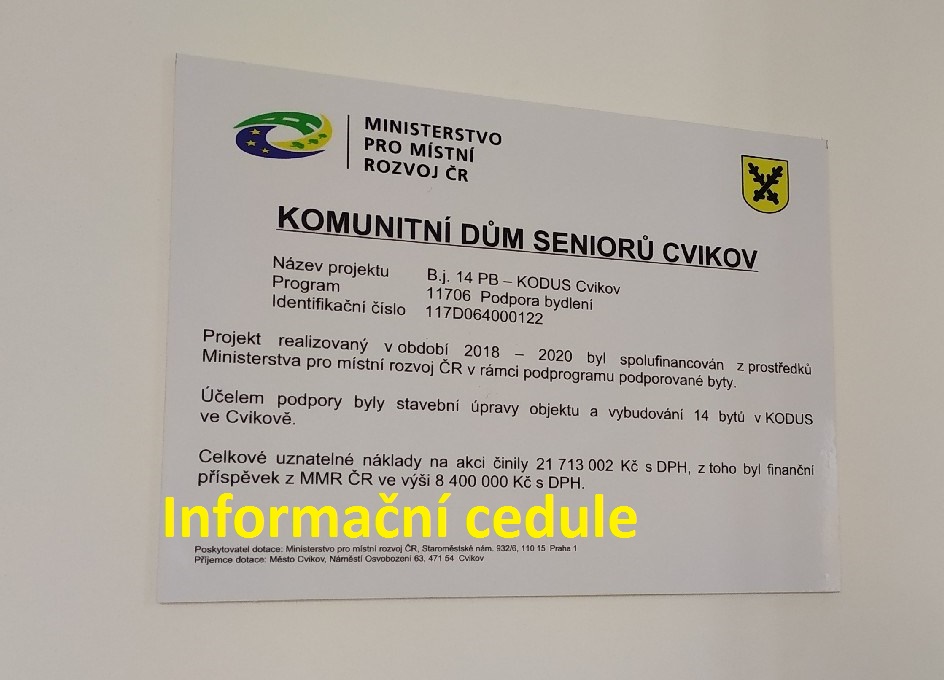 MINISTERSTVO
PRO MÍSTNÍ
ROZVOJ ČR
KOMUNITNÍ DŮM SENIORŮ CVIKOV
Název projektu B.j. 14 PB – KODUS Cvikov
Program 11706 Podpora bydlení
Identifikační číslo 117D064000122
Projekt realizovaný v období 2018 – 2020 byl spolufinancován z prostředků
Ministerstva pro místní rozvoj ČR v rámci podprogramu podporované byty.
Účelem podpory byly stavební úpravy objektu a vybudování 14 bytů v KODUS
ve Cvikově.
Celkové uznatelné náklady na akci činily 21 713 002 Kč s DPH, z toho byl finanční
příspěvek z MMR ČR ve výši 8 400 000 Kč s DPH.
Informační cedule
Poskytovatel dotace: Ministerstvo pro místní rozvoj ČR, Staroměstské nám. 932/6, 110 15 Praha 1
Příjemce dotace: Město Cvikov, Náměstí Osvobození 63, 471 54 Cvikov